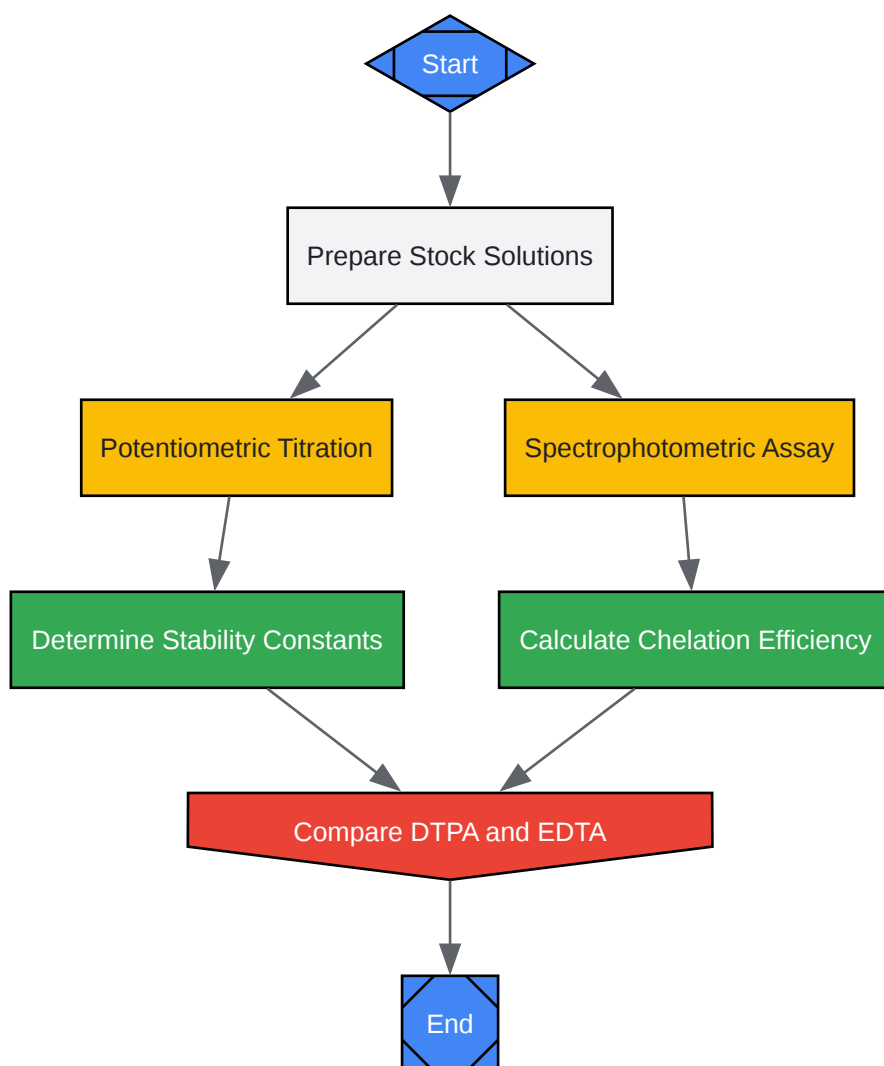 Start
Prepare Stock Solutions
Potentiometric Titration
Spectrophotometric Assay
Determine Stability Constants
Calculate Chelation Efficiency
Compare DTPA and EDTA
End